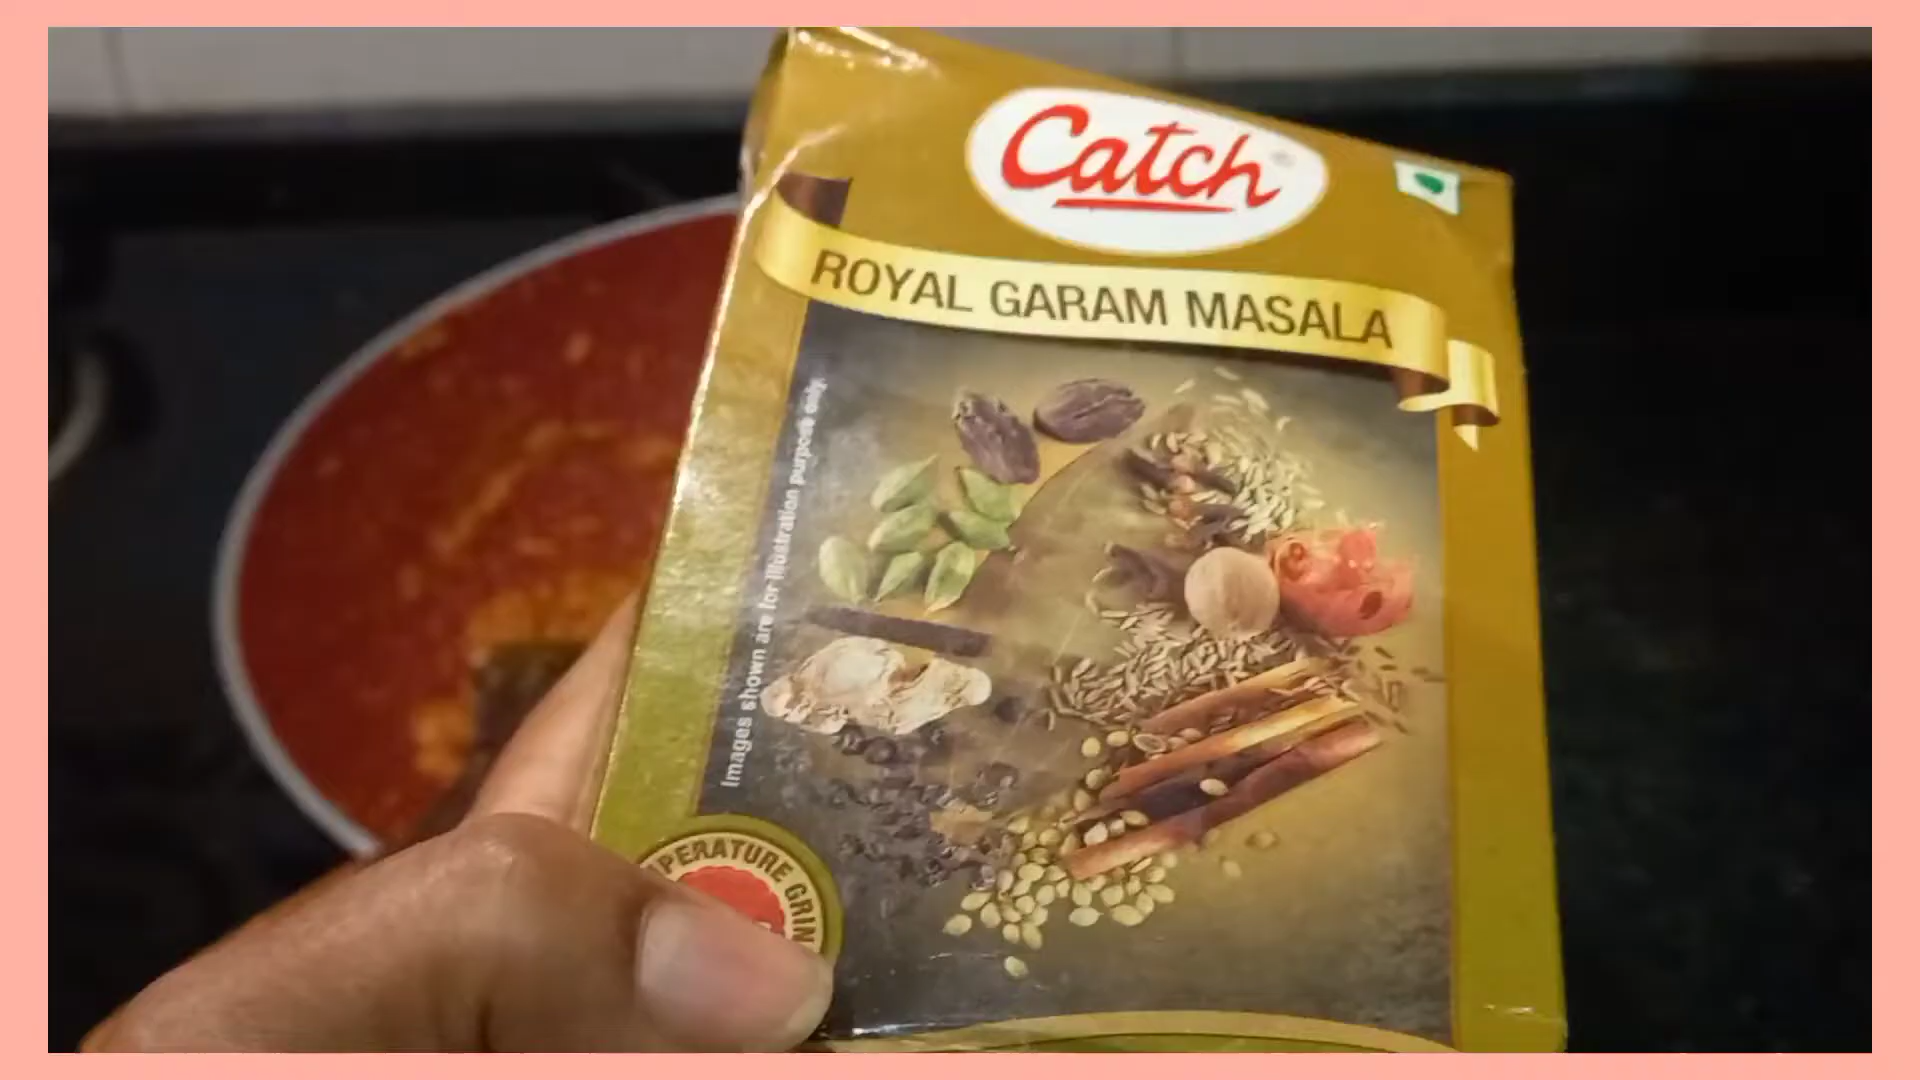 Catch
ROYAL GARAM MASALA
Images shown are for illustration purpose only.